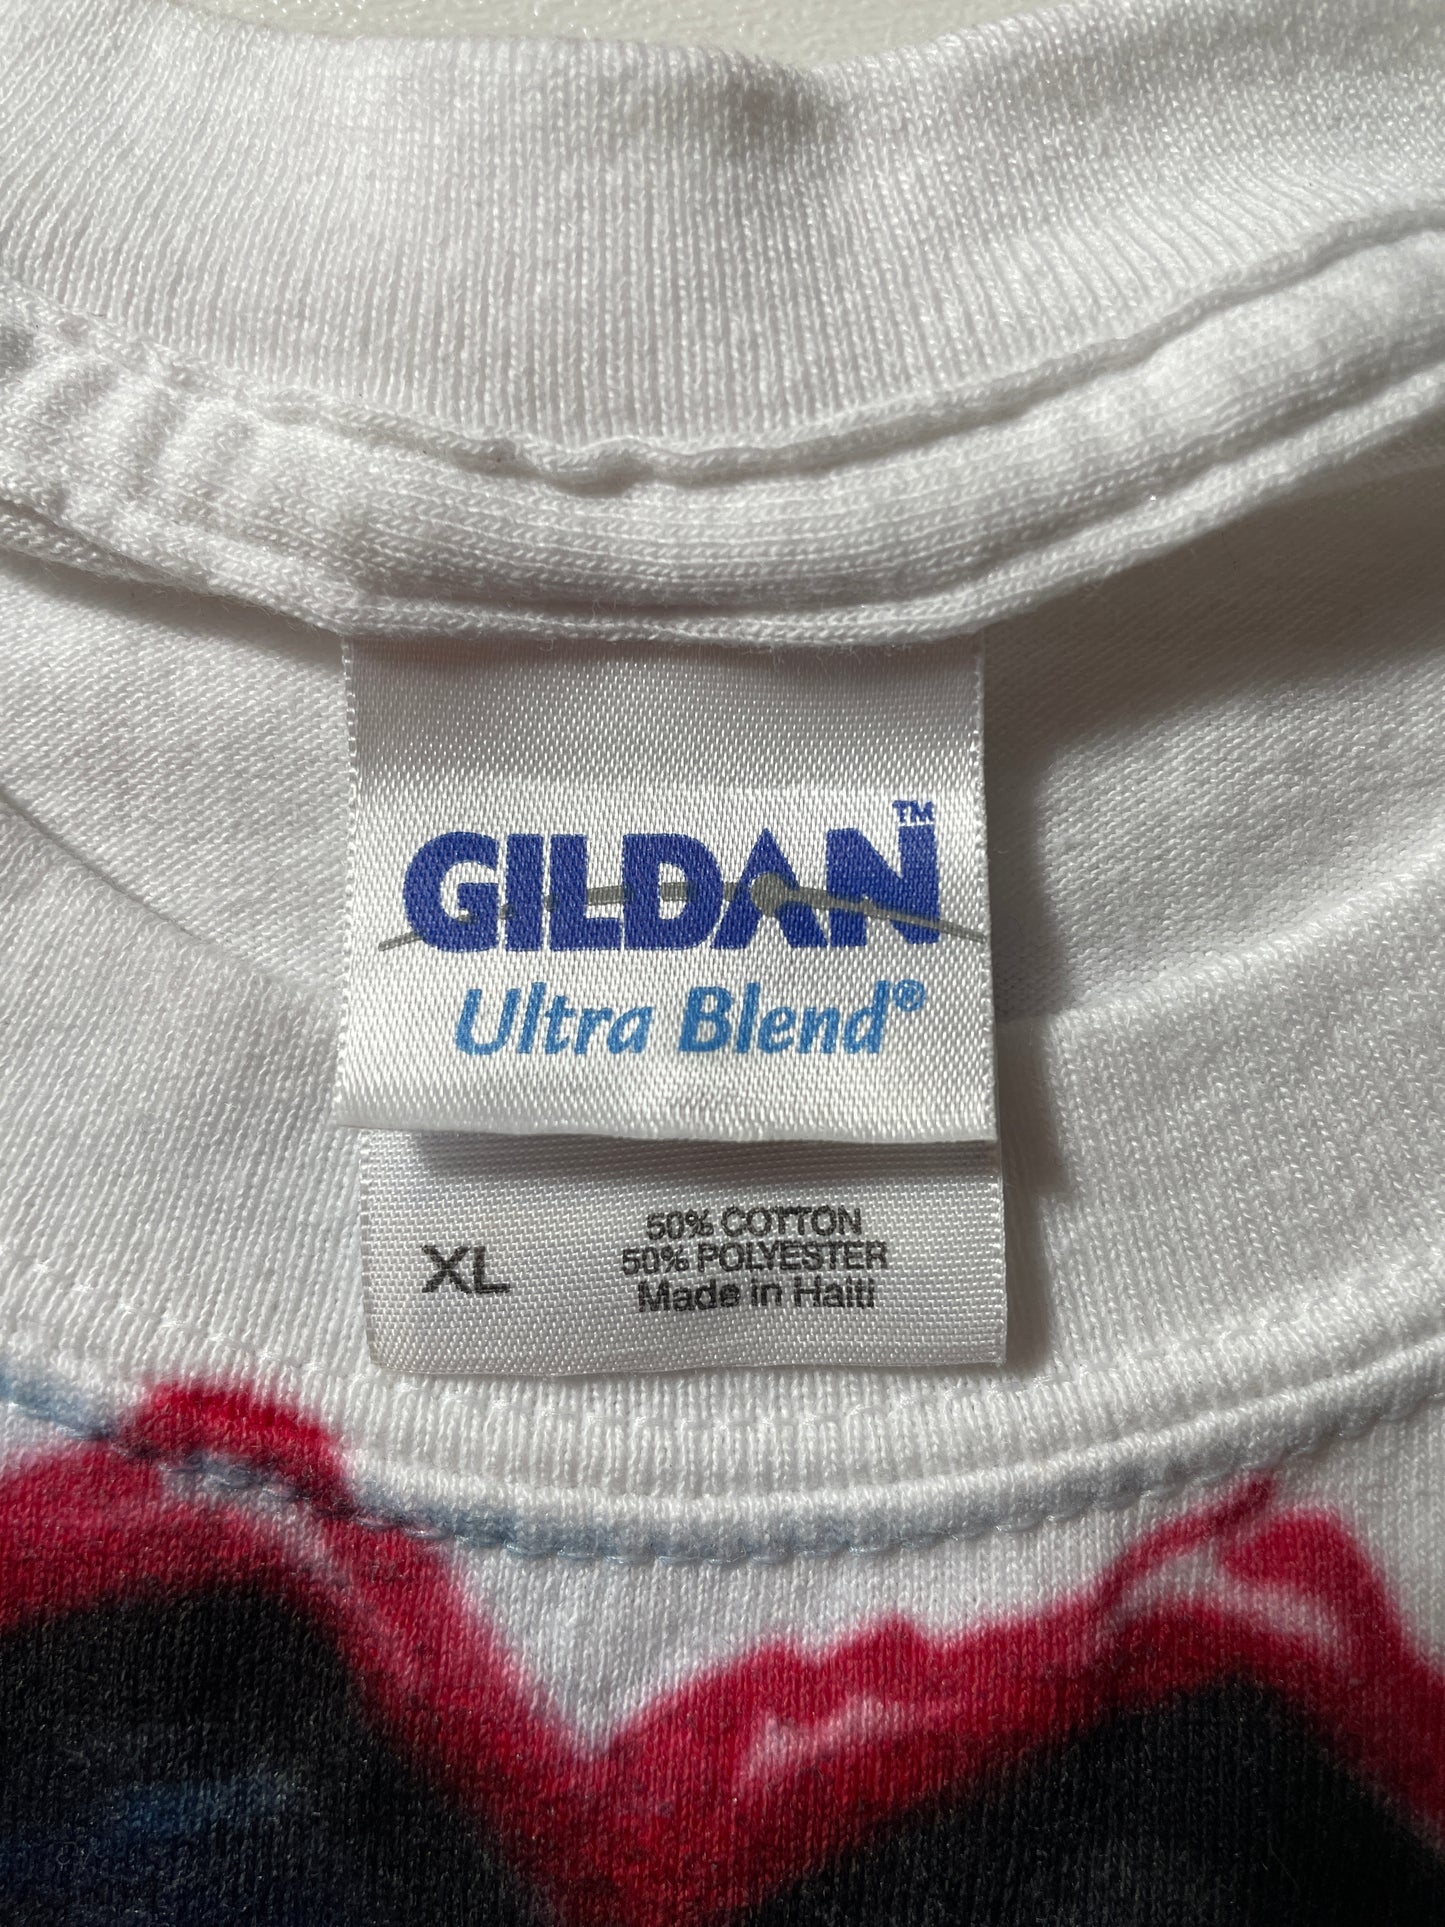 GILDAN™
Ultra Blend®
XL
50% COTTON
50% POLYESTER
Made in Haiti